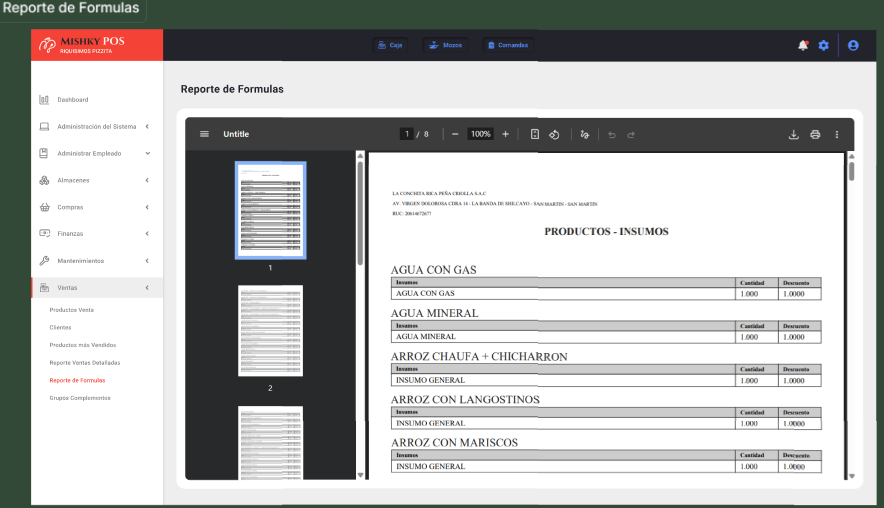 Reporte de Formulas
MISHKY POS
RIQUISIMOS PIZZITA
Caja
Mozos
Comandas
Dashboard
Administración del Sistema
Administrar Empleado
Almacenes
Compras
Finanzas
Mantenimientos
Ventas
Productos Venta
Clientes
Productos más Vendidos
Reporte Ventas Detalladas
Reporte de Formulas
Grupos Complementos
Reporte de Formulas
Untitle
1 / 8
100%
1
2
LA CONCHITA RICA PEÑA CRIOLLA S.A.C
AV. VIRGEN DOLOROSA CDRA 14 - LA BANDA DE SHILCAYO - SAN MARTIN - SAN MARTIN
RUC: 20614672677
PRODUCTOS - INSUMOS
AGUA CON GAS
Insumos Cantidad Descuento
AGUA CON GAS 1.000 1.0000
AGUA MINERAL
Insumos Cantidad Descuento
AGUA MINERAL 1.000 1.0000
ARROZ CHAUFA + CHICHARRON
Insumos Cantidad Descuento
INSUMO GENERAL 1.000 1.0000
ARROZ CON LANGOSTINOS
Insumos Cantidad Descuento
INSUMO GENERAL 1.000 1.0000
ARROZ CON MARISCOS
Insumos Cantidad Descuento
INSUMO GENERAL 1.000 1.0000